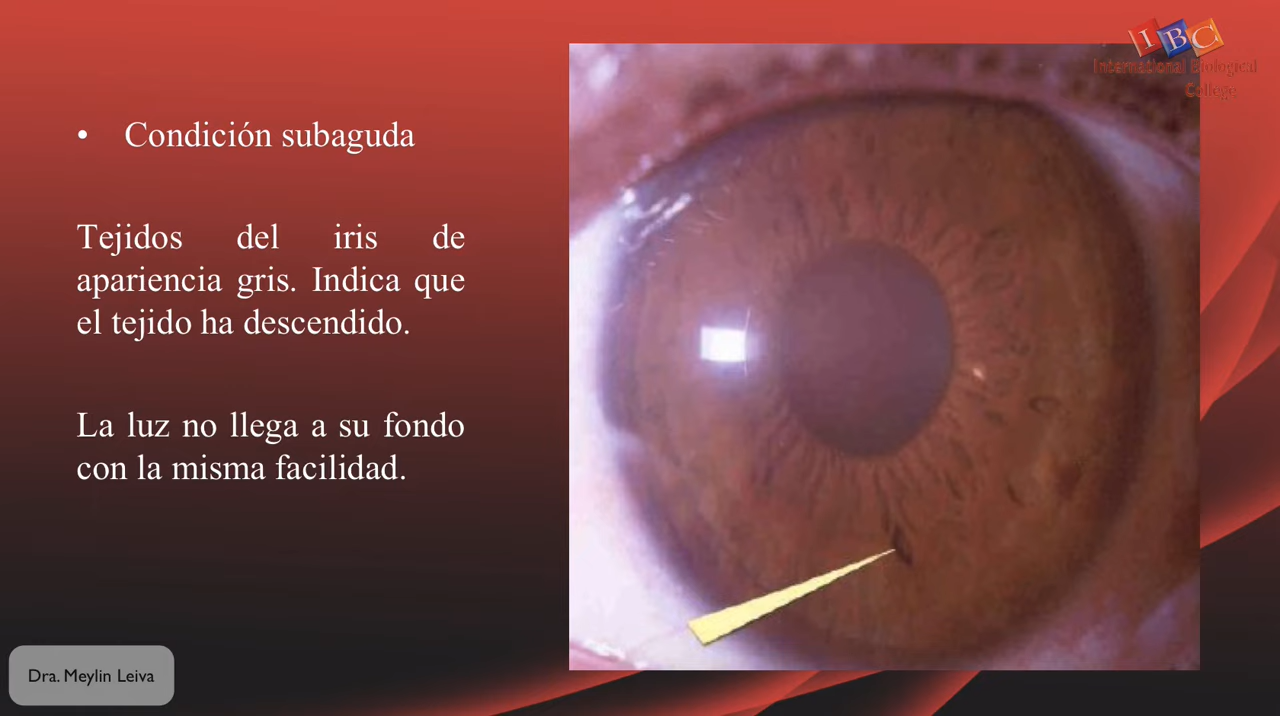 IBC
International Biological
College
• Condición subaguda
Tejidos del iris de
apariencia gris. Indica que
el tejido ha descendido.
La luz no llega a su fondo
con la misma facilidad.
Dra. Meylin Leiva